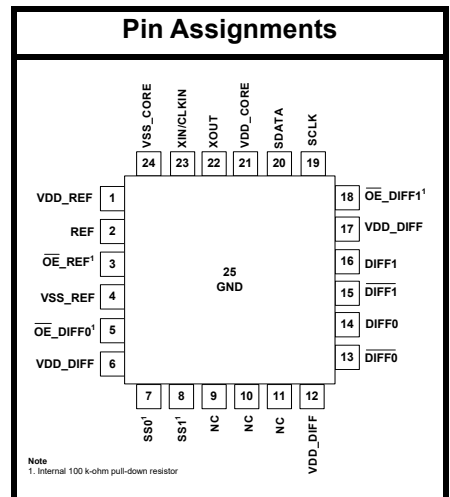 Pin Assignments
VSS_CORE
XIN/CLKIN
XOUT
VDD_CORE
SDATA
SCLK
24
23
22
21
20
19
VDD_REF 1
REF 2
OE_REF¹ 3
VSS_REF 4
OE_DIFF0¹ 5
VDD_DIFF 6
25
GND
18 OE_DIFF1¹
17 VDD_DIFF
16 DIFF1
15 DIFF1
14 DIFF0
13 DIFF0
7
8
9
10
11
12
SS0¹
SS1¹
NC
NC
NC
VDD_DIFF
Note
1. Internal 100 k-ohm pull-down resistor